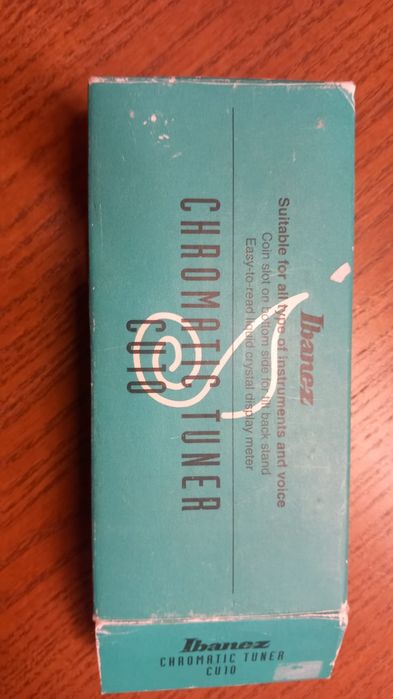 Ibanez
Suitable for all type of instruments and voice
Coin slot on bottom side for tilt back stand
Easy-to-read liquid crystal display meter
CHROMATIC TUNER
CU10
Ibanez
CHROMATIC TUNER
CU10